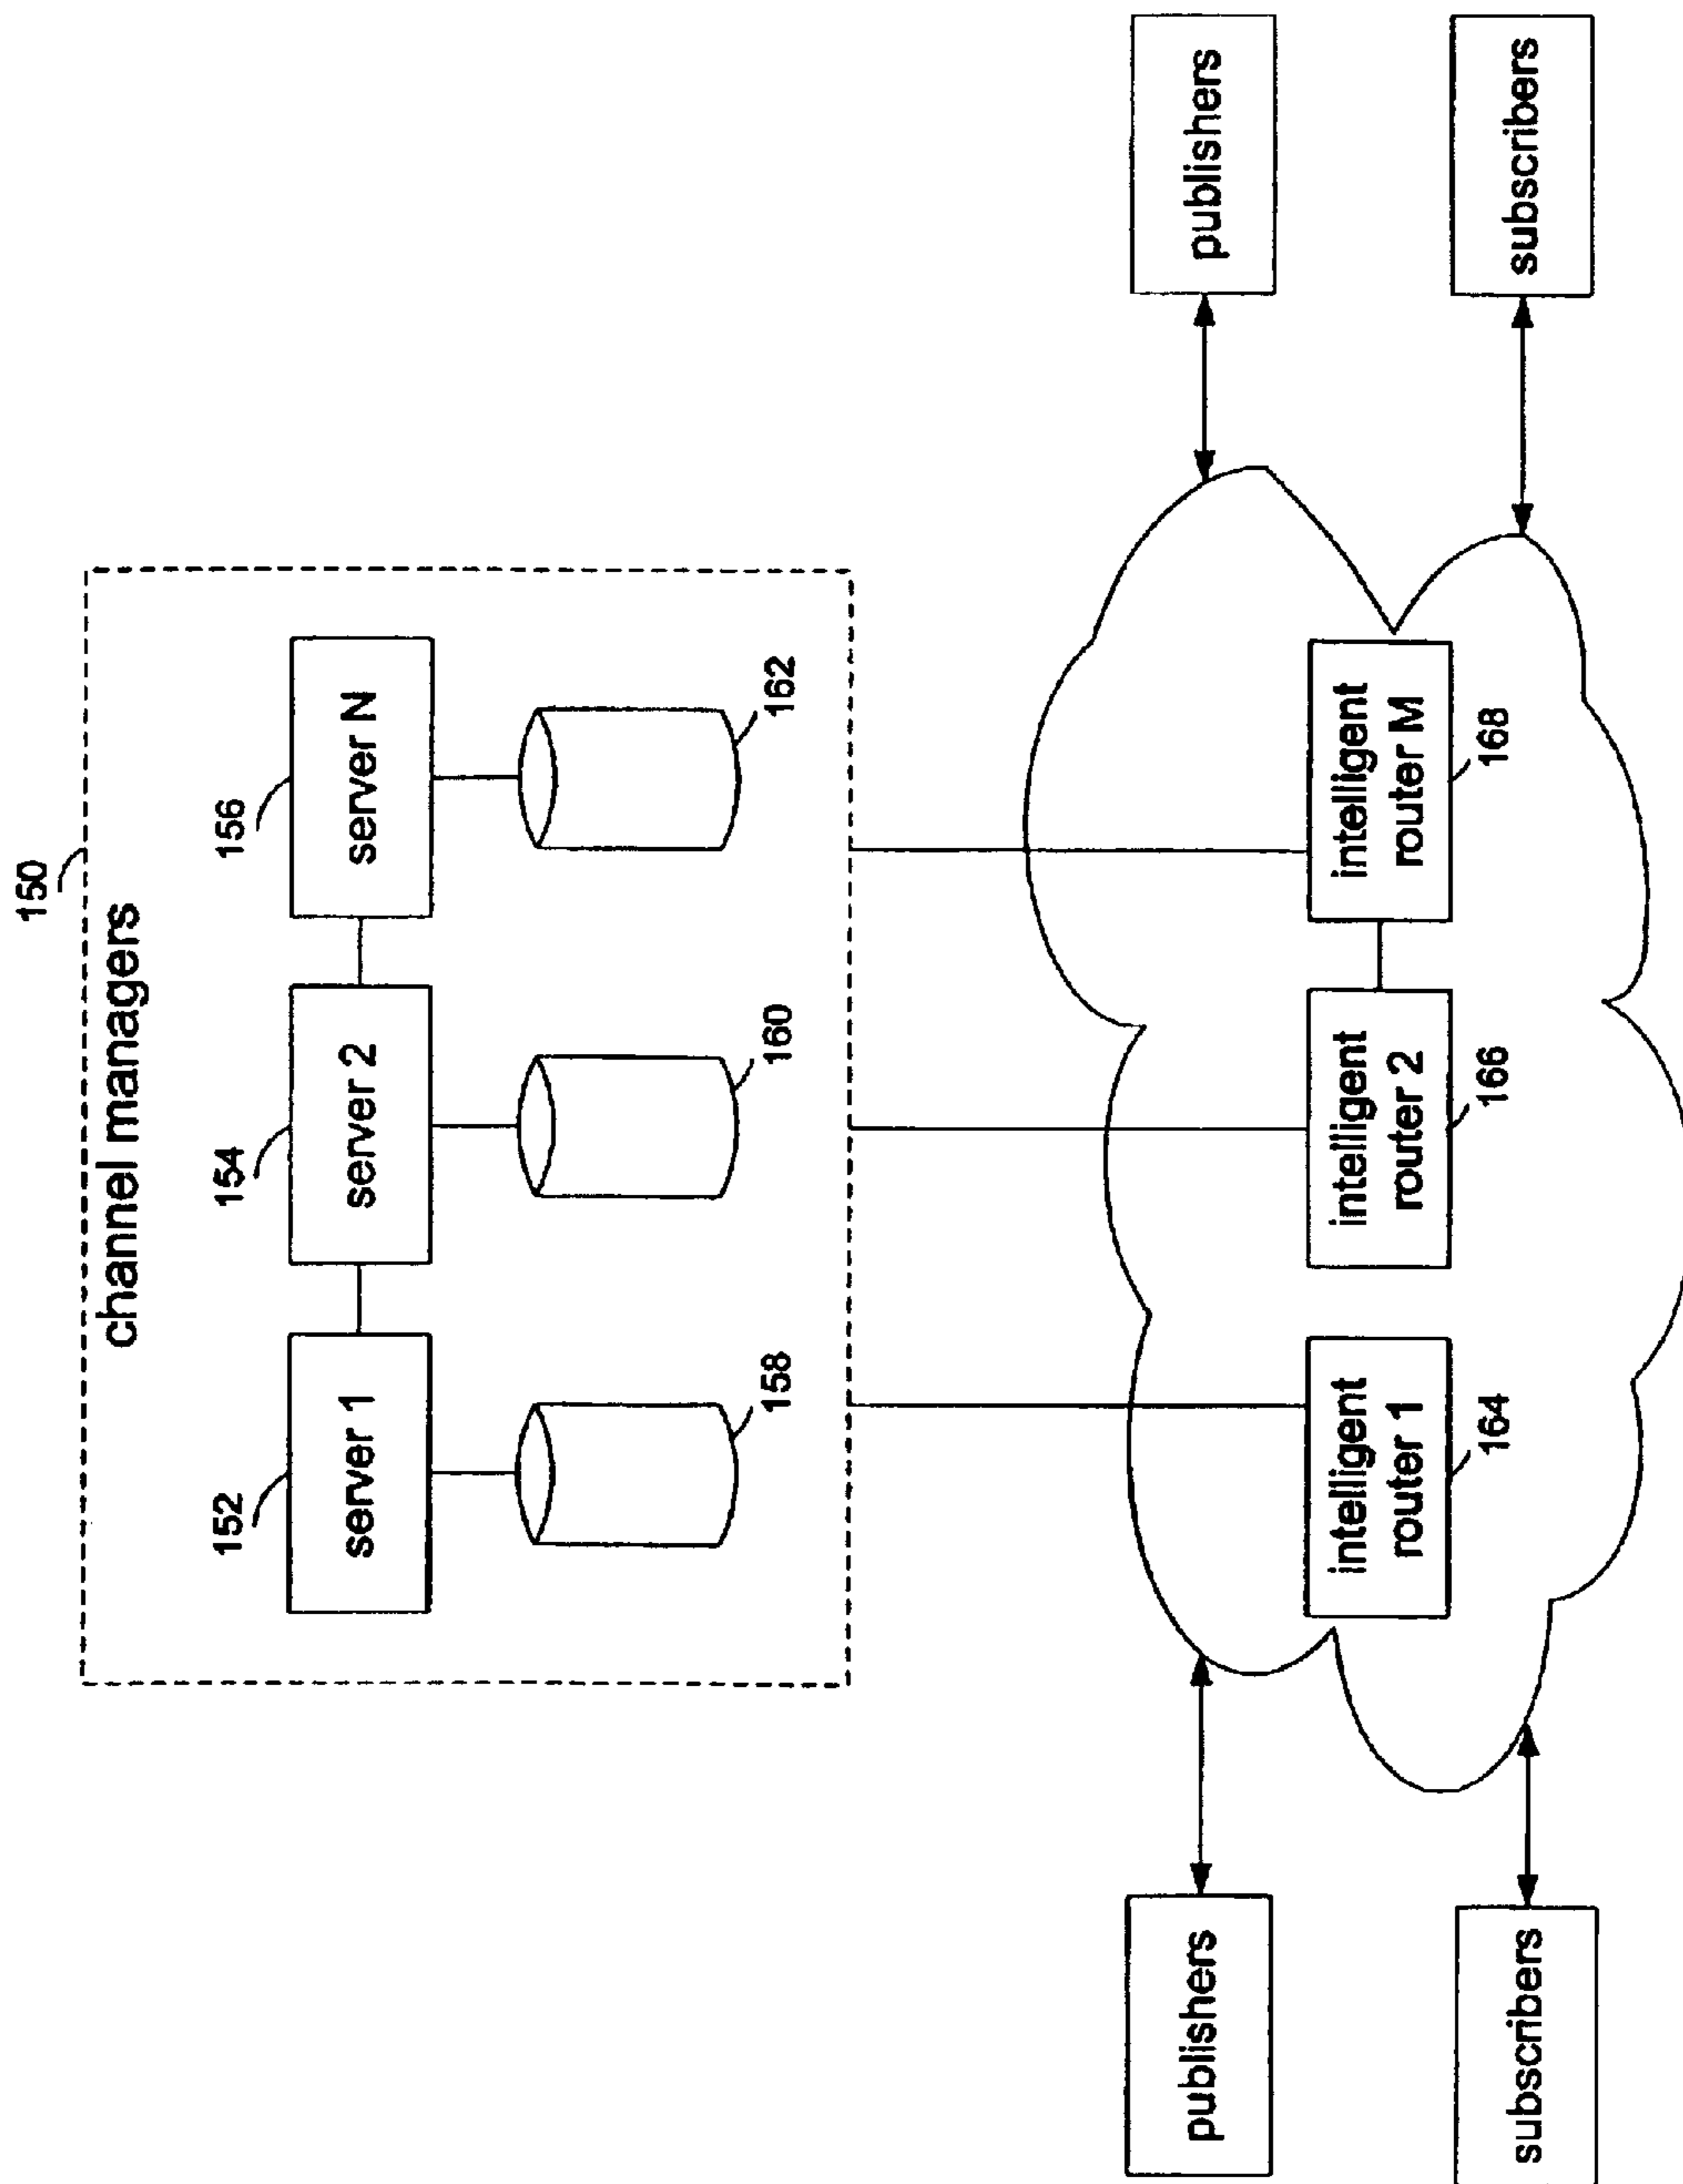 150
channel managers
152
154
156
server 1
server 2
server N
158
160
162
publishers
publishers
intelligent
router 1
intelligent
router 2
intelligent
router M
164
166
168
subscribers
subscribers